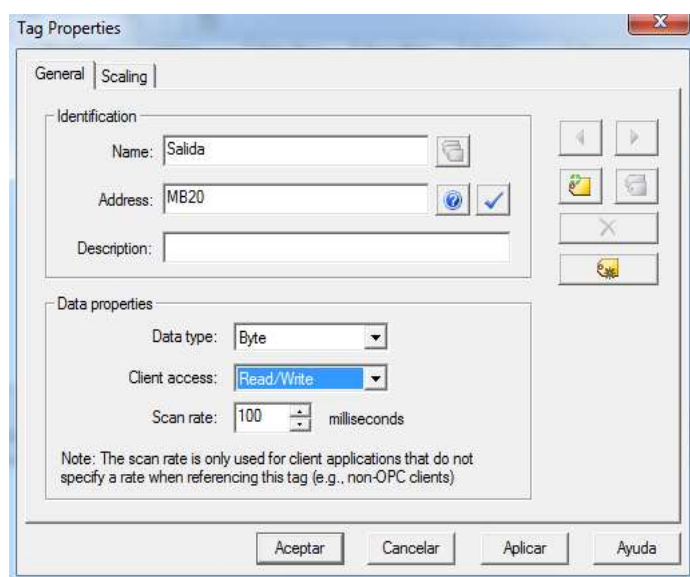 Tag Properties
General
Scaling
Identification
Name: Salida
Address: MB20
Description:
Data properties
Data type: Byte
Client access: Read/Write
Scan rate: 100 milliseconds
Note: The scan rate is only used for client applications that do not
specify a rate when referencing this tag (e.g., non-OPC clients)
Aceptar
Cancelar
Aplicar
Ayuda